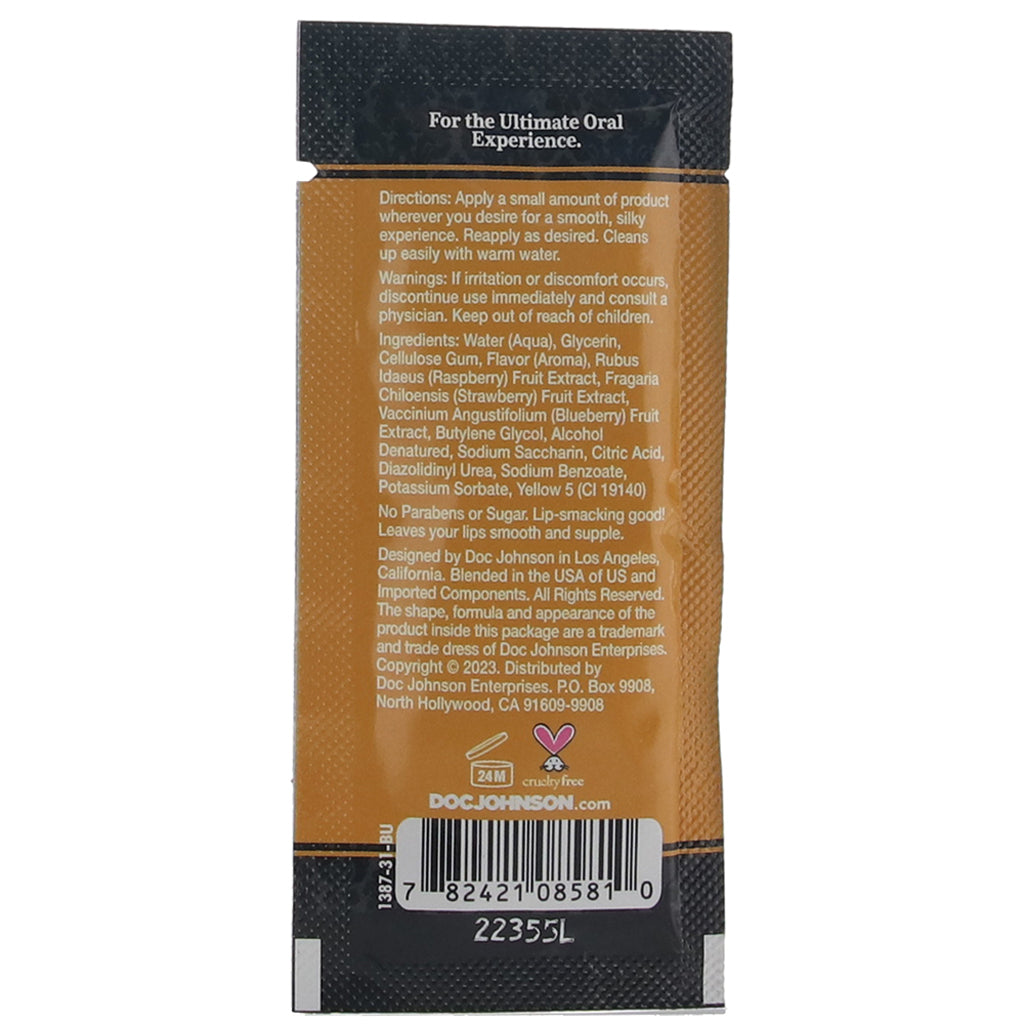 For the Ultimate Oral
Experience.
Directions: Apply a small amount of product
wherever you desire for a smooth, silky
experience. Reapply as desired. Cleans
up easily with warm water.
Warnings: If irritation or discomfort occurs,
discontinue use immediately and consult a
physician. Keep out of reach of children.
Ingredients: Water (Aqua), Glycerin,
Cellulose Gum, Flavor (Aroma), Rubus
Idaeus (Raspberry) Fruit Extract, Fragaria
Chiloensis (Strawberry) Fruit Extract,
Vaccinium Angustifolium (Blueberry) Fruit
Extract, Butylene Glycol, Alcohol
Denatured, Sodium Saccharin, Citric Acid,
Diazolidinyl Urea, Sodium Benzoate,
Potassium Sorbate, Yellow 5 (CI 19140)
No Parabens or Sugar. Lip-smacking good!
Leaves your lips smooth and supple.
Designed by Doc Johnson in Los Angeles,
California. Blended in the USA of US and
Imported Components. All Rights Reserved.
The shape, formula and appearance of the
product inside this package are a trademark
and trade dress of Doc Johnson Enterprises.
Copyright © 2023. Distributed by
Doc Johnson Enterprises. P.O. Box 9908,
North Hollywood, CA 91609-9908
24M
cruelty free
DOC JOHNSON.com
1387-31-BU
7 82421 08581 0
22355L